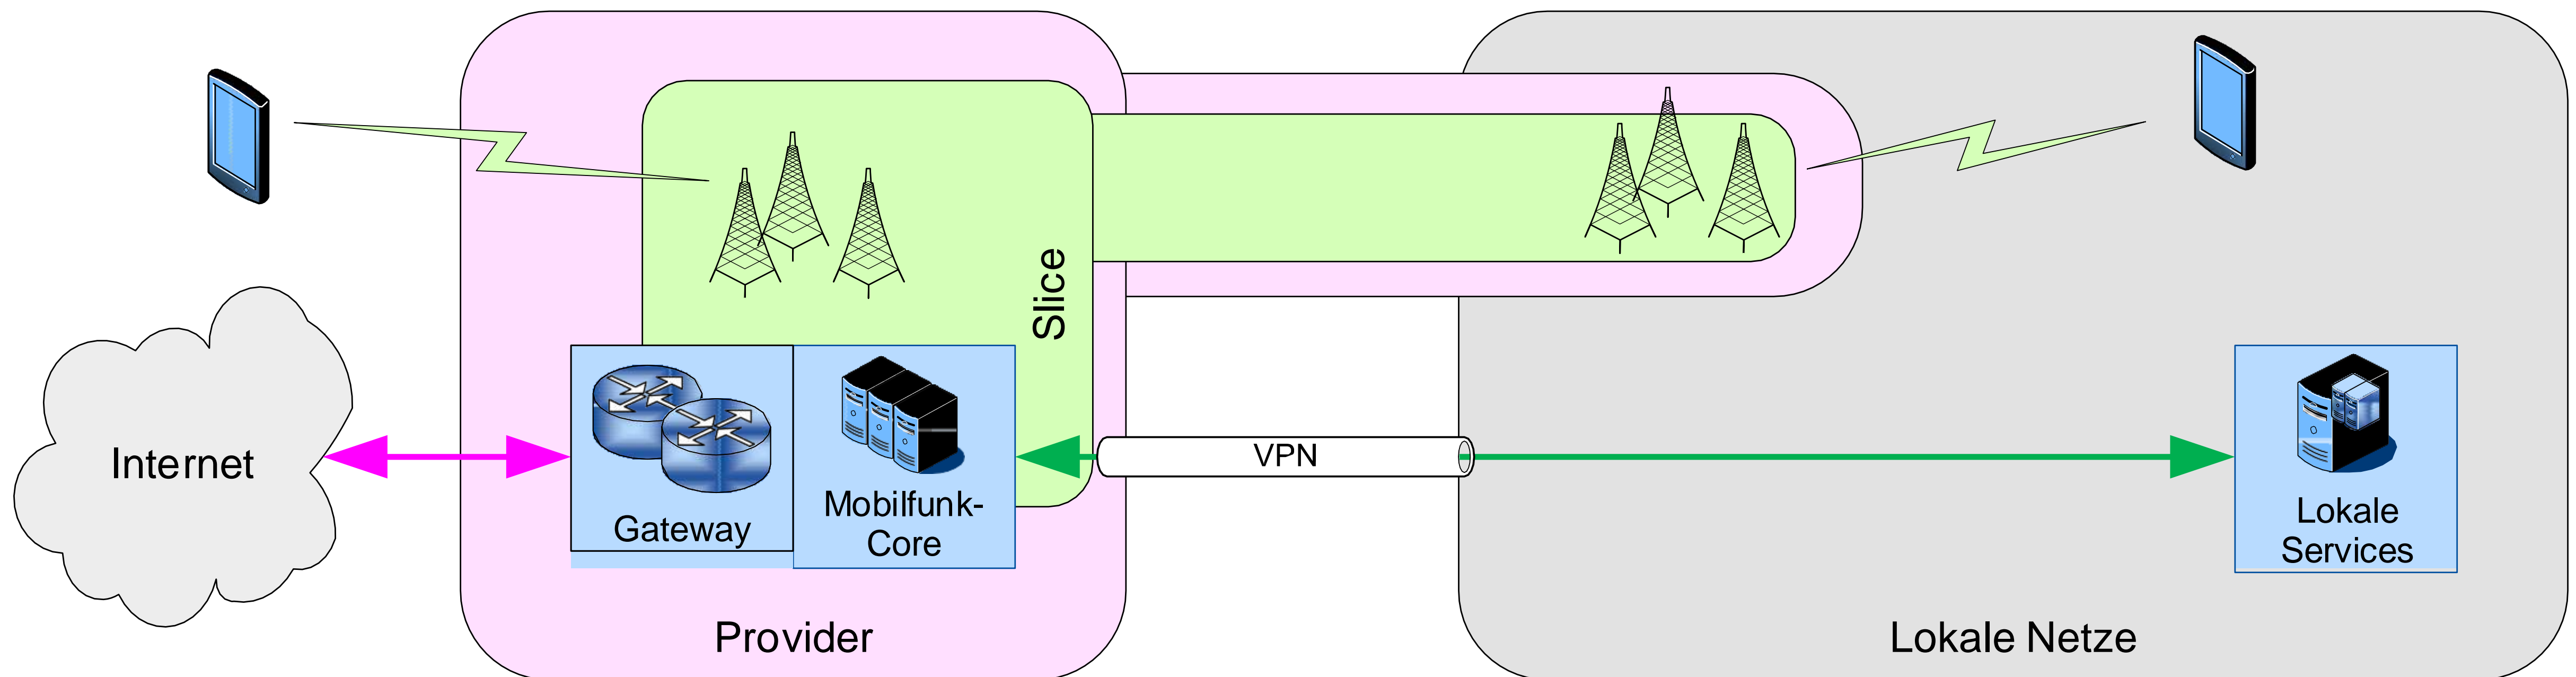 Slice
VPN
Internet
Gateway
Mobilfunk-
Core
Lokale
Services
Provider
Lokale Netze